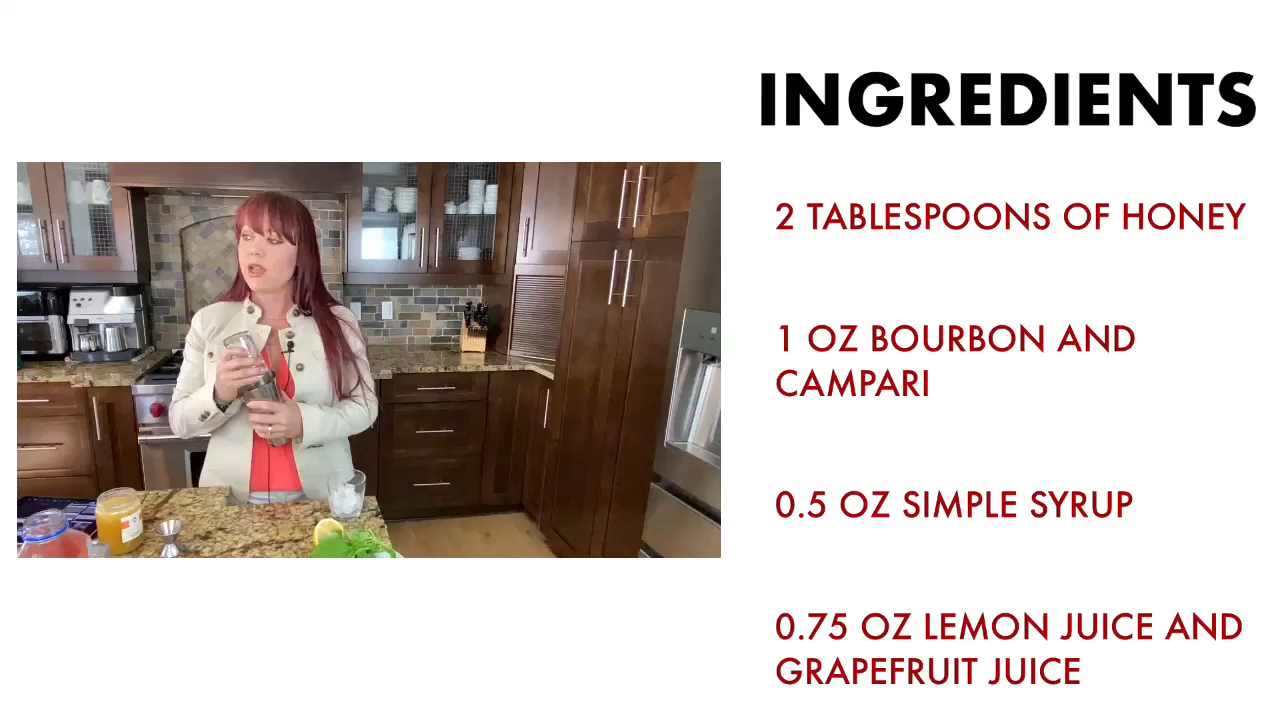 INGREDIENTS
2 TABLESPOONS OF HONEY
1 OZ BOURBON AND
CAMPARI
0.5 OZ SIMPLE SYRUP
0.75 OZ LEMON JUICE AND
GRAPEFRUIT JUICE